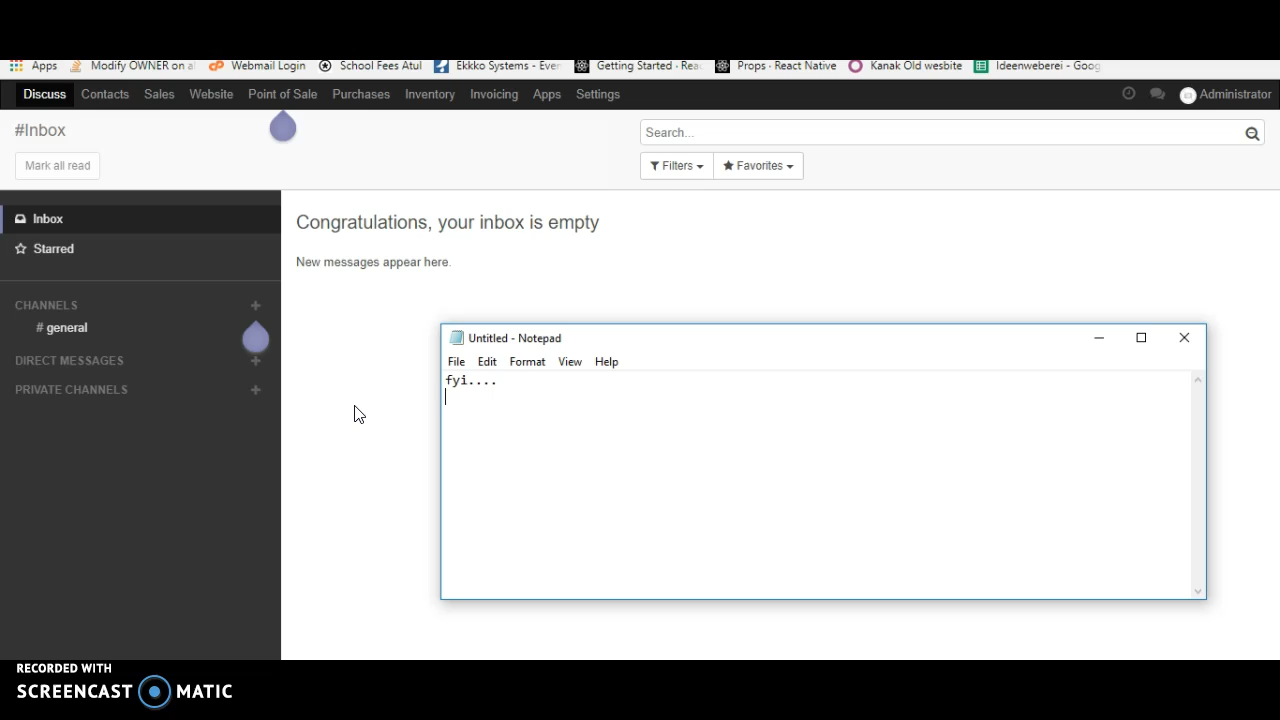 Apps Modify OWNER on a Webmail Login School Fees Atul Ekkko Systems - Ever Getting Started · Rea Props · React Native Kanak Old wesbite Ideenweberei - Goog
Discuss Contacts Sales Website Point of Sale Purchases Inventory Invoicing Apps Settings Administrator
#Inbox
Search...
Mark all read
Filters Favorites
Inbox
Starred
CHANNELS +
# general
DIRECT MESSAGES +
PRIVATE CHANNELS +
Congratulations, your inbox is empty
New messages appear here.
Untitled - Notepad
File Edit Format View Help
fyi....
RECORDED WITH
SCREENCAST MATIC